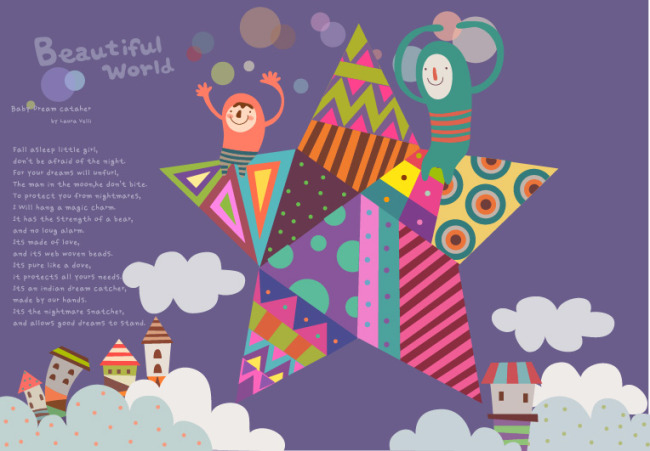 Beautiful
World
Baby Dream catcher
by Laura Veil
Fall asleep little girl,
don't be afraid of the night.
For your dreams will unfurl,
The man in the moon,he don't bite.
To protect you from nightmares,
I Will hang a magic charm.
It has the strength of a bear,
and no loug alarm.
Its made of love,
and its web woven beads.
Its pure like a dove,
it protects all yours needs.
Its an indian dream catcher,
made by our hands.
Its the nightmare snatcher,
and allows good dreams to stand.